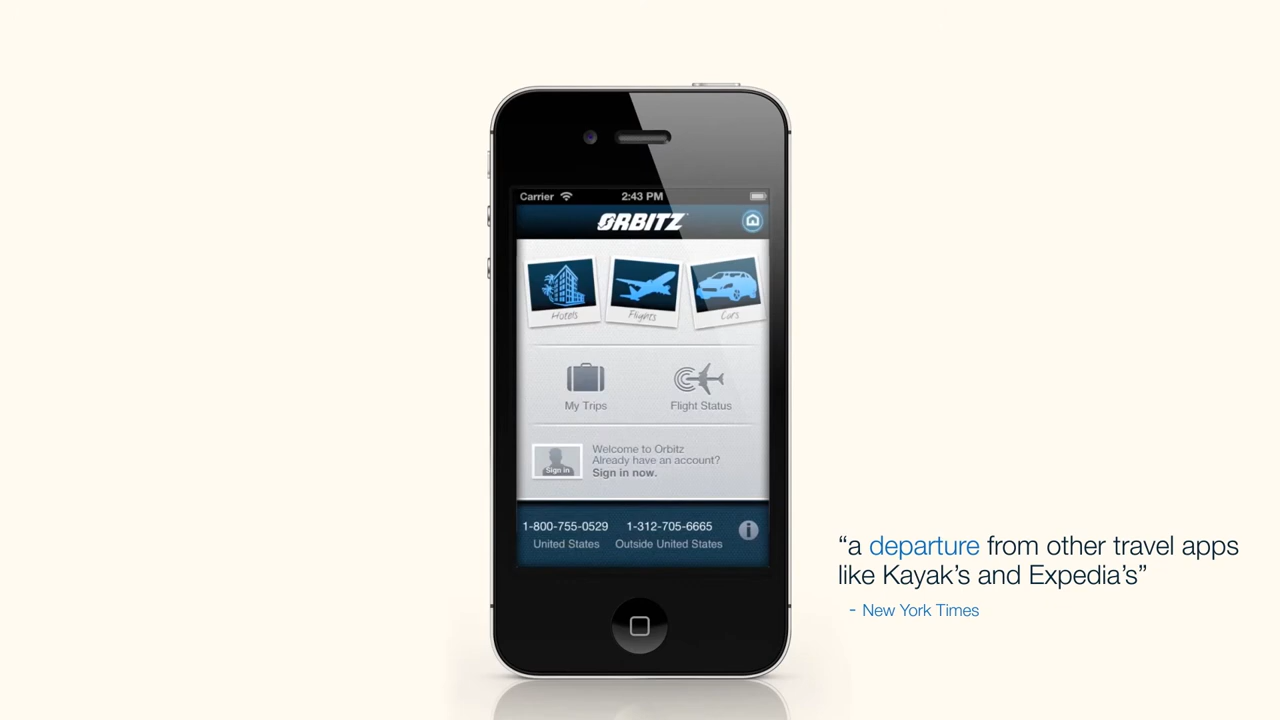 Carrier 2:43 PM
ORBITZ
Hotels Flights Cars
My Trips Flight Status
Sign in
Welcome to Orbitz
Already have an account?
Sign in now.
1-800-755-0529 1-312-705-6665
United States Outside United States
“a departure from other travel apps
like Kayak’s and Expedia’s”
- New York Times